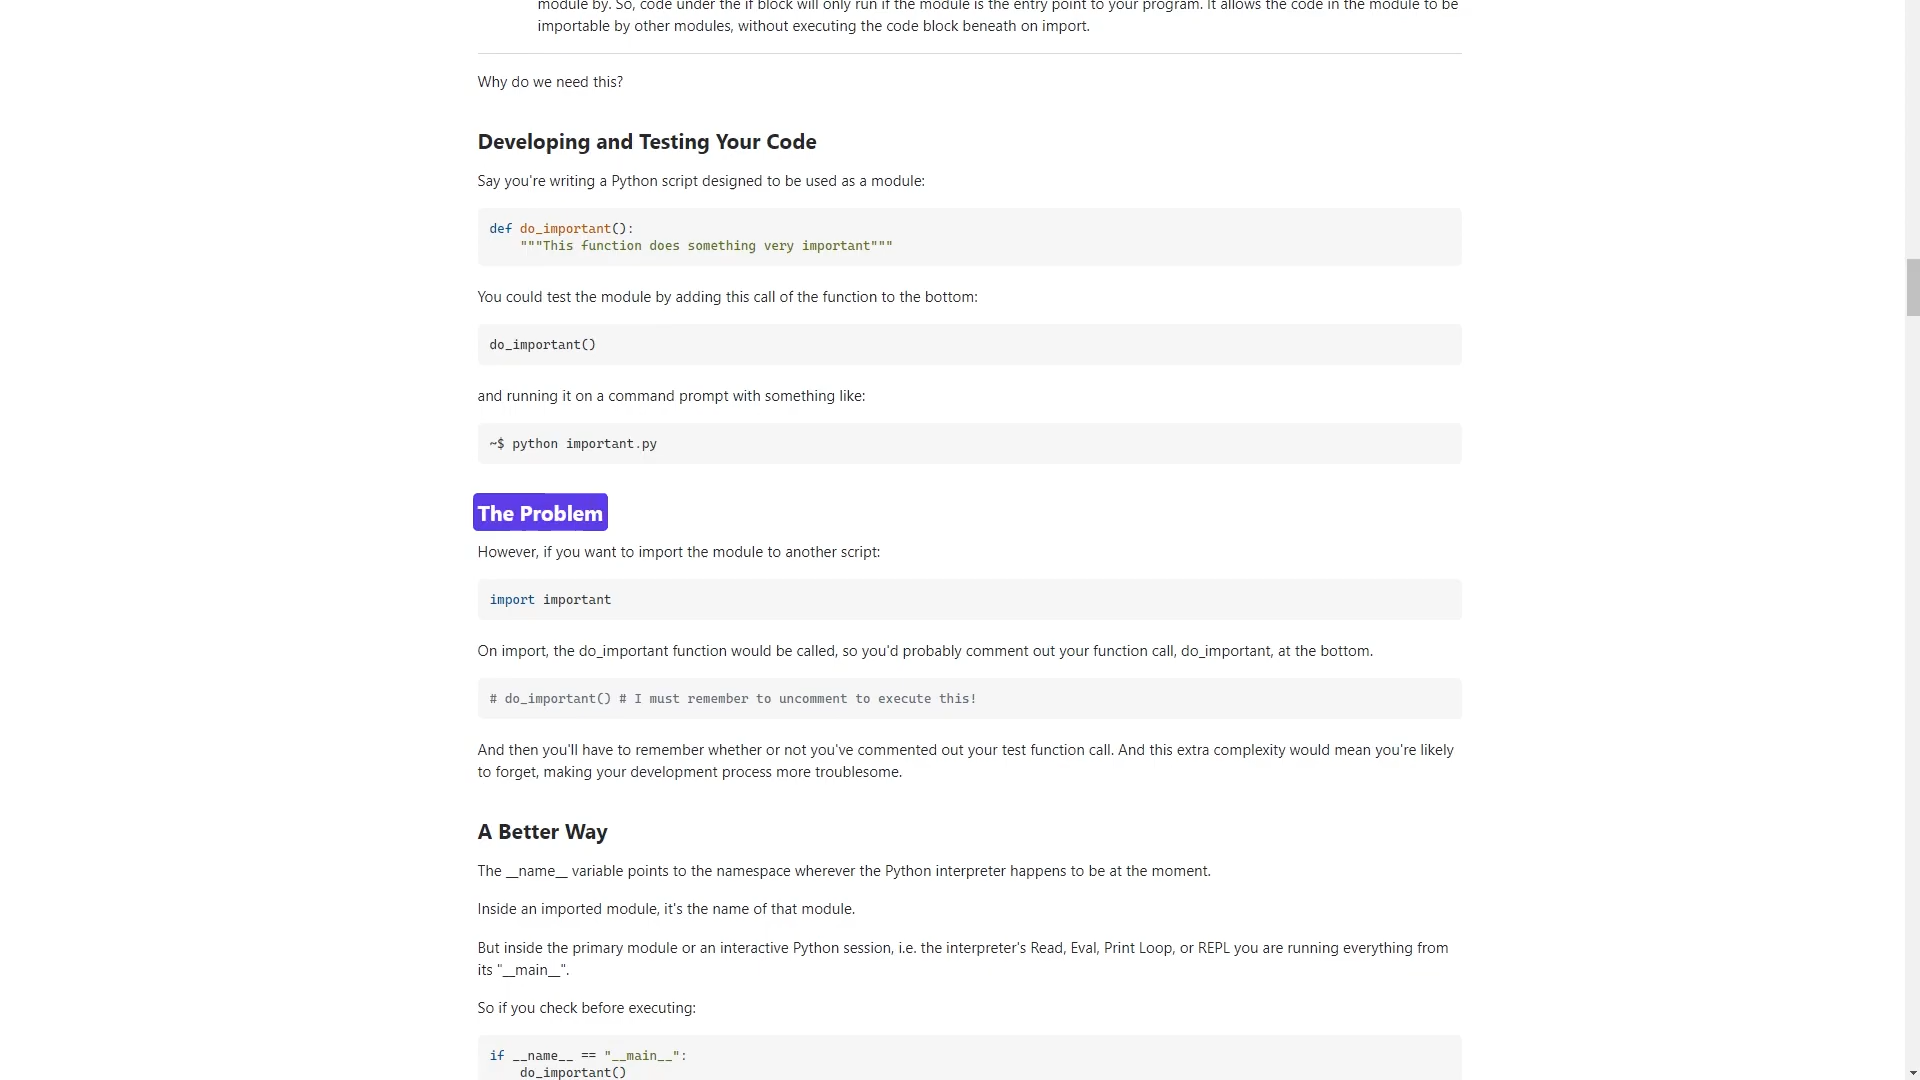 module by. So, code under the if block will only run if the module is the entry point to your program. It allows the code in the module to be
importable by other modules, without executing the code block beneath on import.
Why do we need this?
Developing and Testing Your Code
Say you're writing a Python script designed to be used as a module:
def do_important():
    """This function does something very important"""
You could test the module by adding this call of the function to the bottom:
do_important()
and running it on a command prompt with something like:
~$ python important.py
The Problem
However, if you want to import the module to another script:
import important
On import, the do_important function would be called, so you'd probably comment out your function call, do_important, at the bottom.
# do_important() # I must remember to uncomment to execute this!
And then you'll have to remember whether or not you've commented out your test function call. And this extra complexity would mean you're likely
to forget, making your development process more troublesome.
A Better Way
The __name__ variable points to the namespace wherever the Python interpreter happens to be at the moment.
Inside an imported module, it's the name of that module.
But inside the primary module or an interactive Python session, i.e. the interpreter's Read, Eval, Print Loop, or REPL you are running everything from
its "__main__".
So if you check before executing:
if __name__ == "__main__":
    do_important()